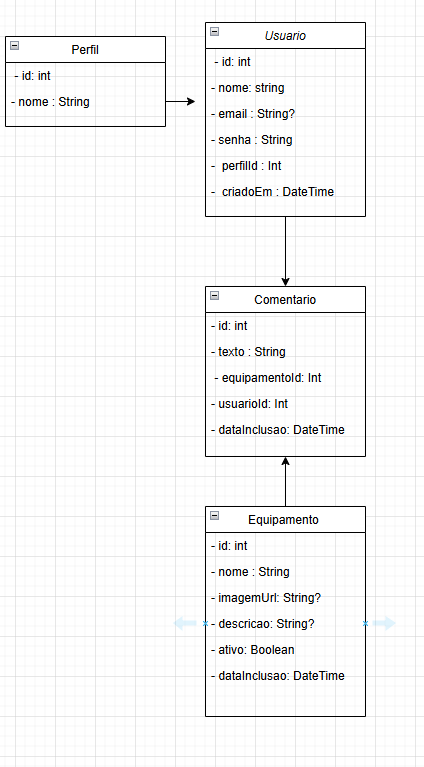 Perfil
- id: int
- nome : String
Usuario
- id: int
- nome: string
- email : String?
- senha : String
- perfilId : Int
- criadoEm : DateTime
Comentario
- id: int
- texto : String
- equipamentoId: Int
- usuarioId: Int
- dataInclusao: DateTime
Equipamento
- id: int
- nome : String
- imagemUrl: String?
- descricao: String?
- ativo: Boolean
- dataInclusao: DateTime